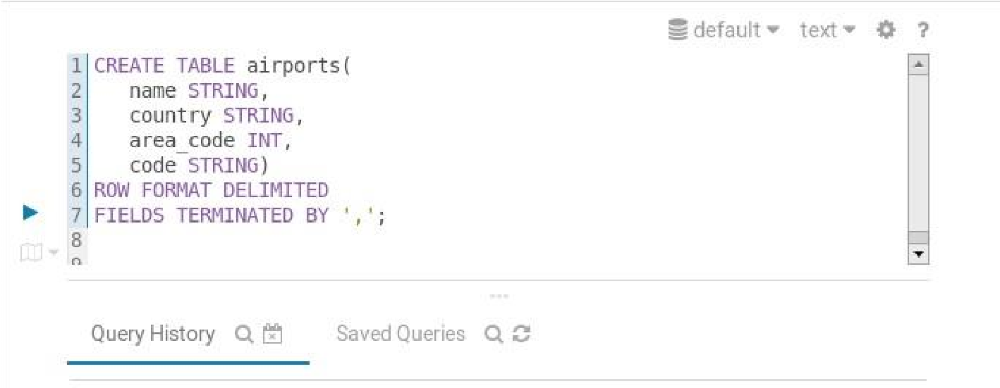 default text ?
1 CREATE TABLE airports(
2 name STRING,
3 country STRING,
4 area_code INT,
5 code STRING)
6 ROW FORMAT DELIMITED
7 FIELDS TERMINATED BY ',';
8
9
Query History Saved Queries